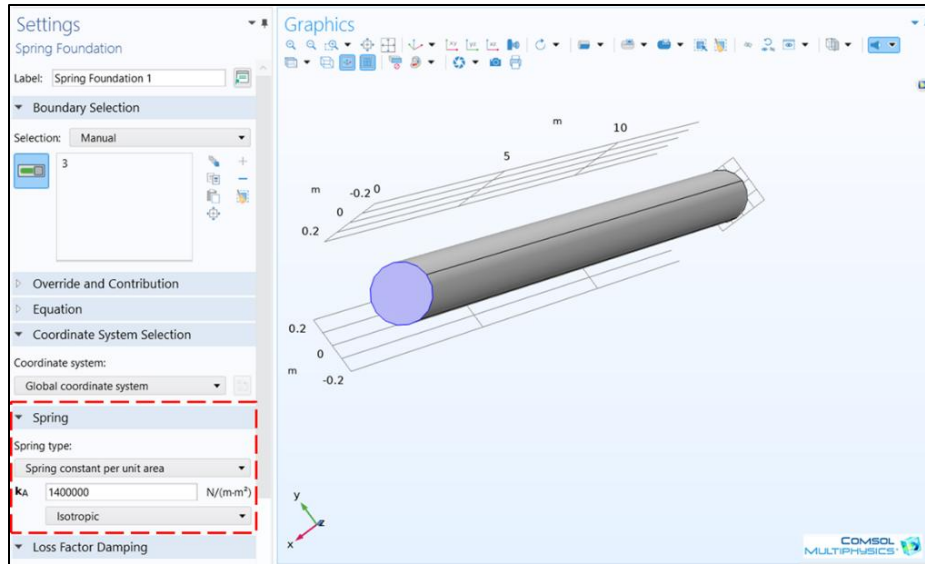 Settings
Spring Foundation
Label: Spring Foundation 1
Boundary Selection
Selection: Manual
3
Override and Contribution
Equation
Coordinate System Selection
Coordinate system:
Global coordinate system
Spring
Spring type:
Spring constant per unit area
kA 1400000 N/(m·m²)
Isotropic
Loss Factor Damping
Graphics
m
10
5
m
-0.2 0
0
0.2
0.2
0
m
-0.2
y
z
x
COMSOL
MULTIPHYSICS